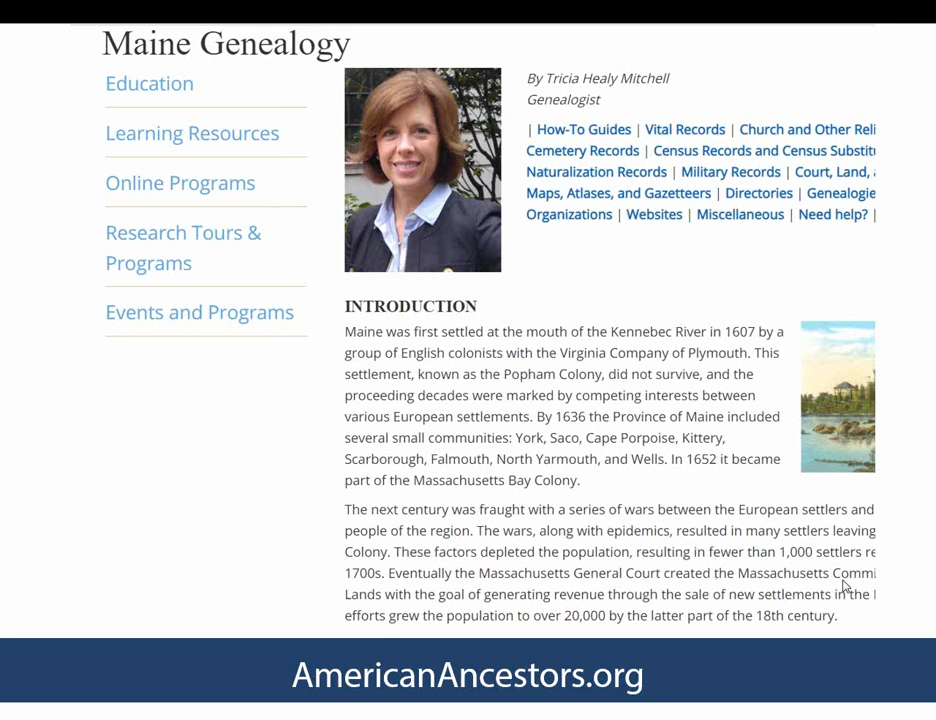 Maine Genealogy
Education
Learning Resources
Online Programs
Research Tours &
Programs
Events and Programs
By Tricia Healy Mitchell
Genealogist
| How-To Guides | Vital Records | Church and Other Reli
Cemetery Records | Census Records and Census Substitu
Naturalization Records | Military Records | Court, Land,
Maps, Atlases, and Gazetteers | Directories | Genealogie
Organizations | Websites | Miscellaneous | Need help? |
INTRODUCTION
Maine was first settled at the mouth of the Kennebec River in 1607 by a
group of English colonists with the Virginia Company of Plymouth. This
settlement, known as the Popham Colony, did not survive, and the
proceeding decades were marked by competing interests between
various European settlements. By 1636 the Province of Maine included
several small communities: York, Saco, Cape Porpoise, Kittery,
Scarborough, Falmouth, North Yarmouth, and Wells. In 1652 it became
part of the Massachusetts Bay Colony.
The next century was fraught with a series of wars between the European settlers and
people of the region. The wars, along with epidemics, resulted in many settlers leaving
Colony. These factors depleted the population, resulting in fewer than 1,000 settlers re
1700s. Eventually the Massachusetts General Court created the Massachusetts Commi
Lands with the goal of generating revenue through the sale of new settlements in the
efforts grew the population to over 20,000 by the latter part of the 18th century.
AmericanAncestors.org